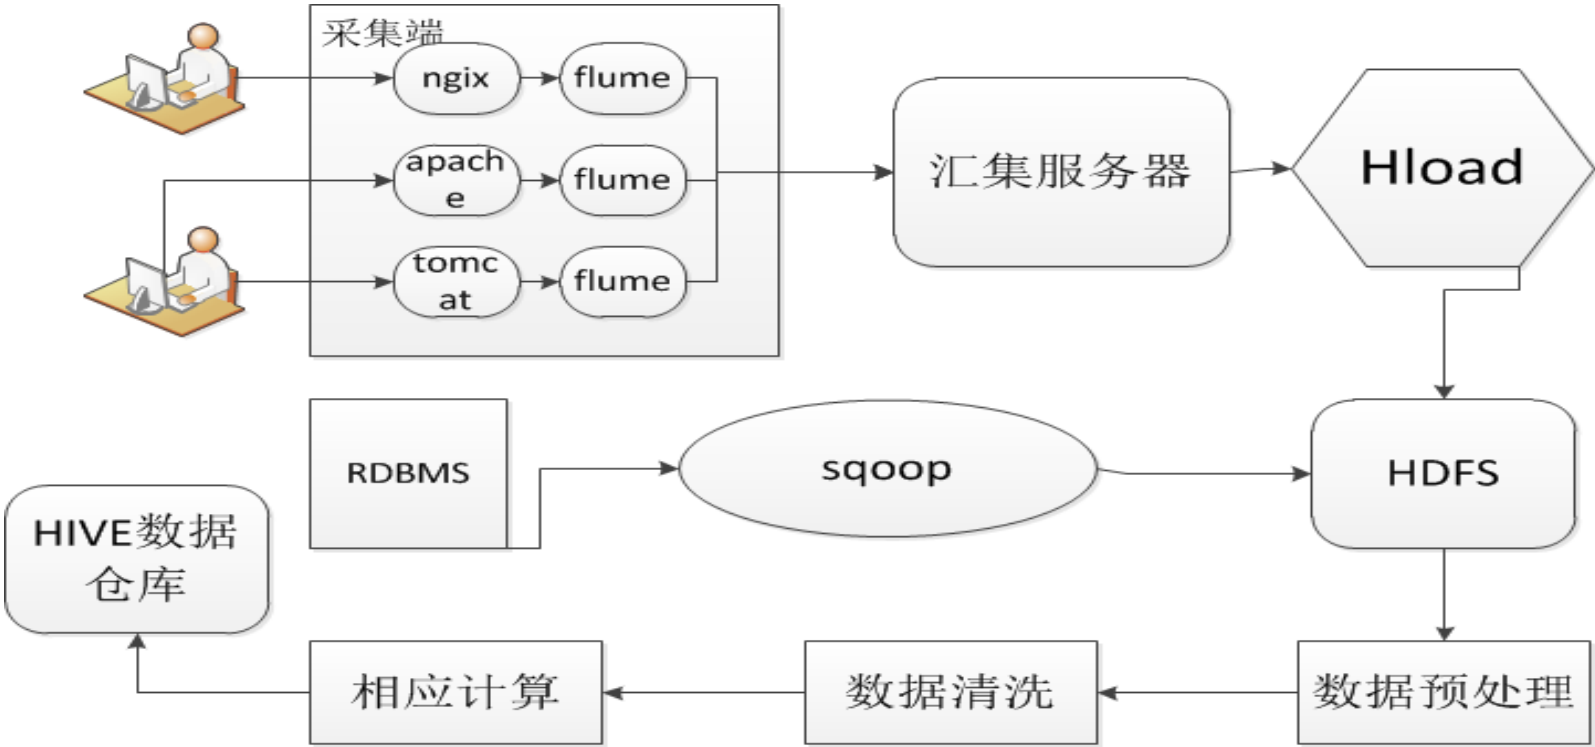 采集端
ngix
flume
apach
e
flume
tomc
at
flume
汇集服务器
Hload
RDBMS
sqoop
HDFS
HIVE数据
仓库
相应计算
数据清洗
数据预处理